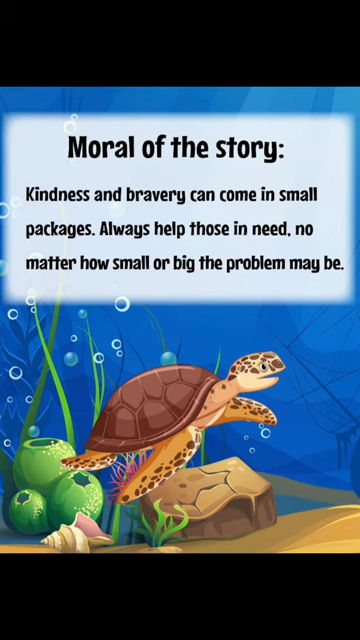 Moral of the story:
Kindness and bravery can come in small
packages. Always help those in need, no
matter how small or big the problem may be.